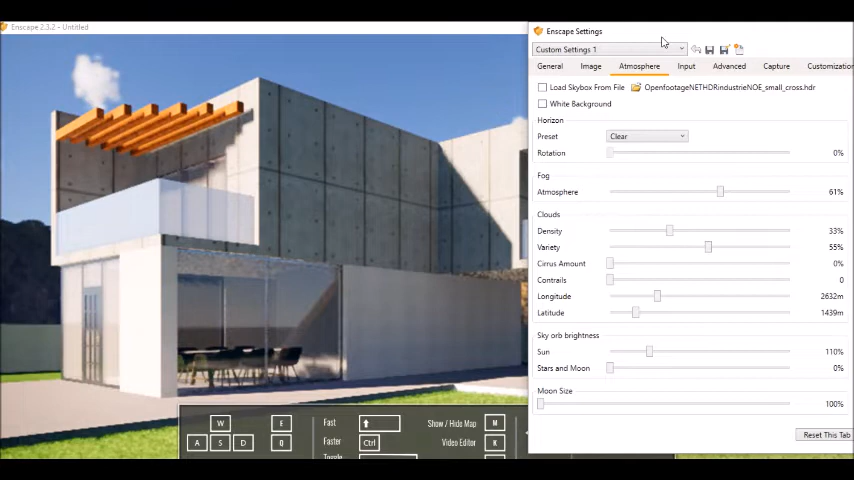 Enscape 2.3.2 - Untitled
Enscape Settings
Custom Settings 1
General Image Atmosphere Input Advanced Capture Customization
Load Skybox From File OpenfootageNETHDRindustrieNOE_small_cross.hdr
White Background
Horizon
Preset Clear
Rotation 0%
Fog
Atmosphere 61%
Clouds
Density 33%
Variety 55%
Cirrus Amount 0%
Contrails 0
Longitude 2632m
Latitude 1439m
Sky orb brightness
Sun 110%
Stars and Moon 0%
Moon Size
100%
Reset This Tab
W E Fast Show / Hide Map M
A S D Q Faster Ctrl Video Editor K
Toggle